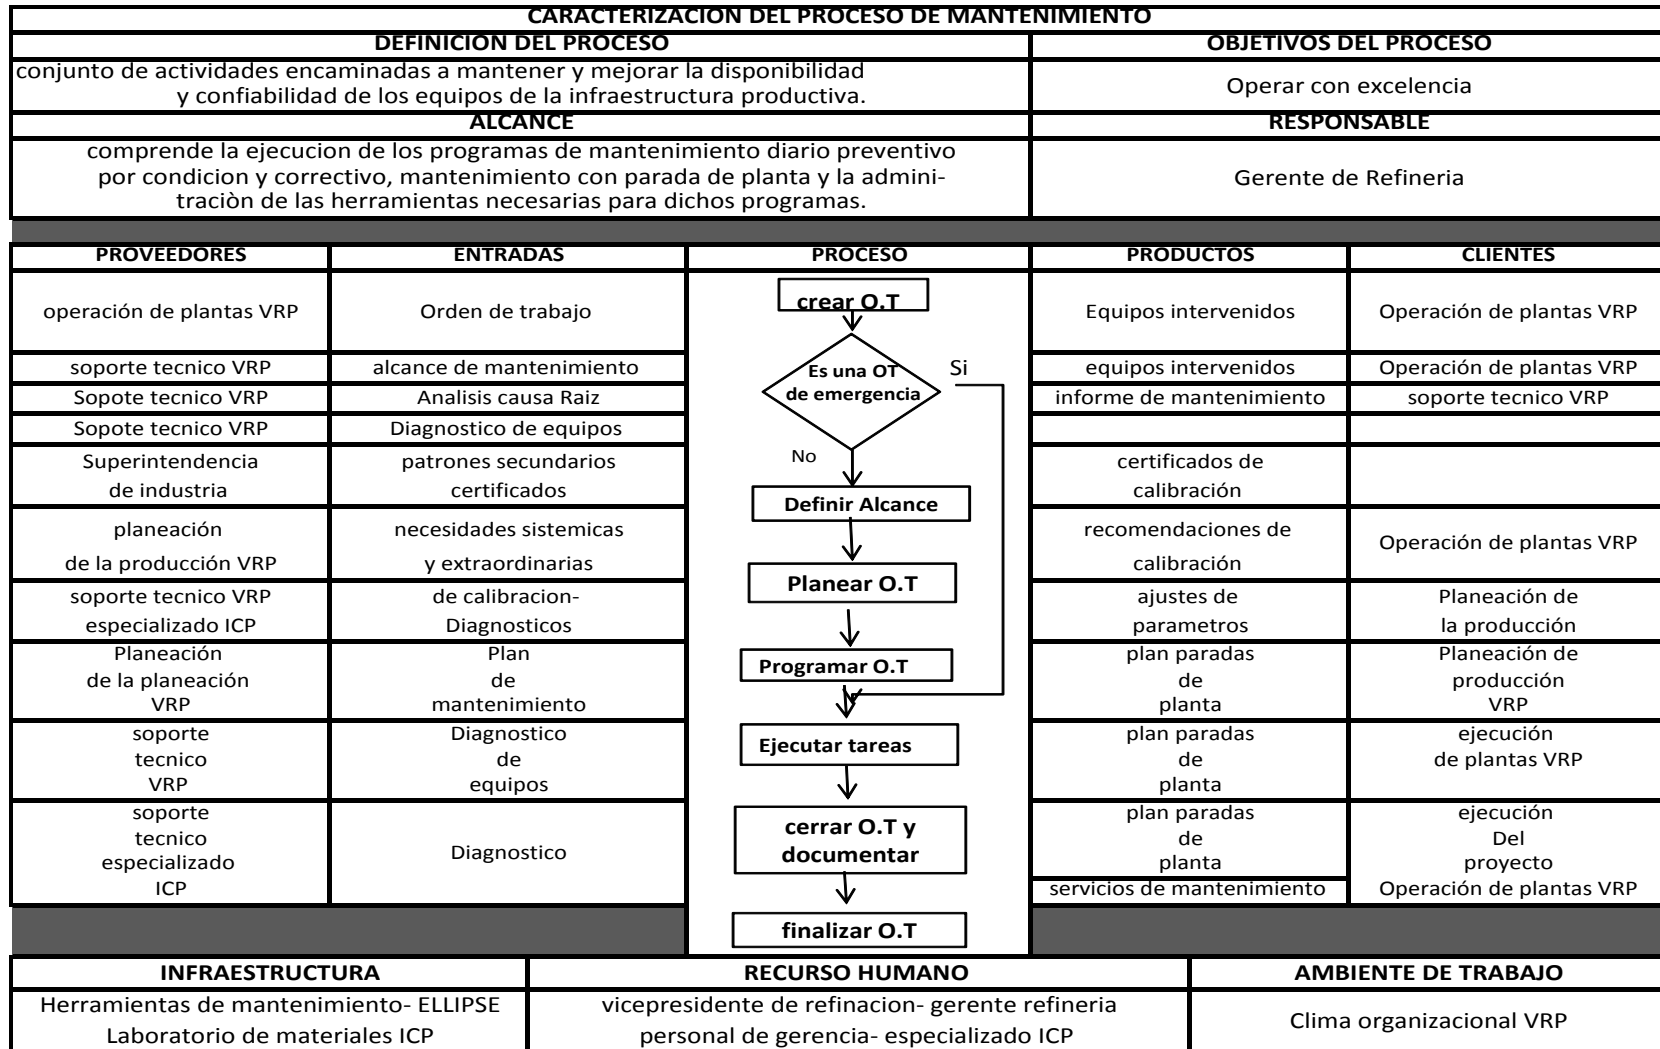 CARACTERIZACION DEL PROCESO DE MANTENIMIENTO
DEFINICION DEL PROCESO
OBJETIVOS DEL PROCESO
conjunto de actividades encaminadas a mantener y mejorar la disponibilidad
y confiabilidad de los equipos de la infraestructura productiva.
Operar con excelencia
ALCANCE
RESPONSABLE
comprende la ejecucion de los programas de mantenimiento diario preventivo
por condicion y correctivo, mantenimiento con parada de planta y la admini-
traciòn de las herramientas necesarias para dichos programas.
Gerente de Refineria
PROVEEDORES
ENTRADAS
PROCESO
PRODUCTOS
CLIENTES
operación de plantas VRP
Orden de trabajo
Equipos intervenidos
Operación de plantas VRP
soporte tecnico VRP
alcance de mantenimiento
equipos intervenidos
Operación de plantas VRP
Sopote tecnico VRP
Analisis causa Raiz
informe de mantenimiento
soporte tecnico VRP
Sopote tecnico VRP
Diagnostico de equipos
Superintendencia
de industria
patrones secundarios
certificados
certificados de
calibración
planeación
de la producción VRP
necesidades sistemicas
y extraordinarias
recomendaciones de
calibración
Operación de plantas VRP
soporte tecnico VRP
especializado ICP
de calibracion-
Diagnosticos
ajustes de
parametros
Planeación de
la producción
Planeación
de la planeación
VRP
Plan
de
mantenimiento
plan paradas
de
planta
Planeación de
producción
VRP
soporte
tecnico
VRP
Diagnostico
de
equipos
plan paradas
de
planta
ejecución
de plantas VRP
soporte
tecnico
especializado
ICP
Diagnostico
plan paradas
de
planta
servicios de mantenimiento
ejecución
Del
proyecto
Operación de plantas VRP
crear O.T
Es una OT
de emergencia
Si
No
Definir Alcance
Planear O.T
Programar O.T
Ejecutar tareas
cerrar O.T y
documentar
finalizar O.T
INFRAESTRUCTURA
RECURSO HUMANO
AMBIENTE DE TRABAJO
Herramientas de mantenimiento- ELLIPSE
Laboratorio de materiales ICP
vicepresidente de refinacion- gerente refineria
personal de gerencia- especializado ICP
Clima organizacional VRP